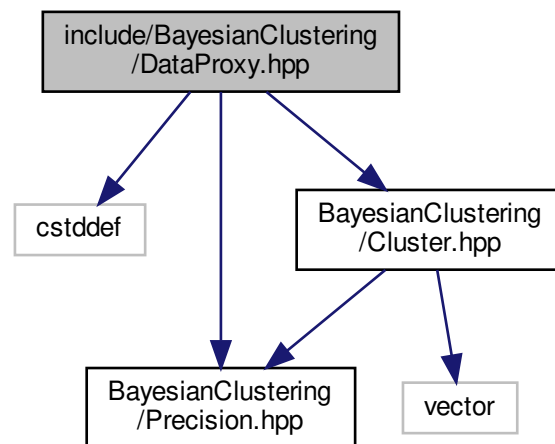 include/BayesianClustering
/DataProxy.hpp
cstddef
BayesianClustering
/Cluster.hpp
BayesianClustering
/Precision.hpp
vector